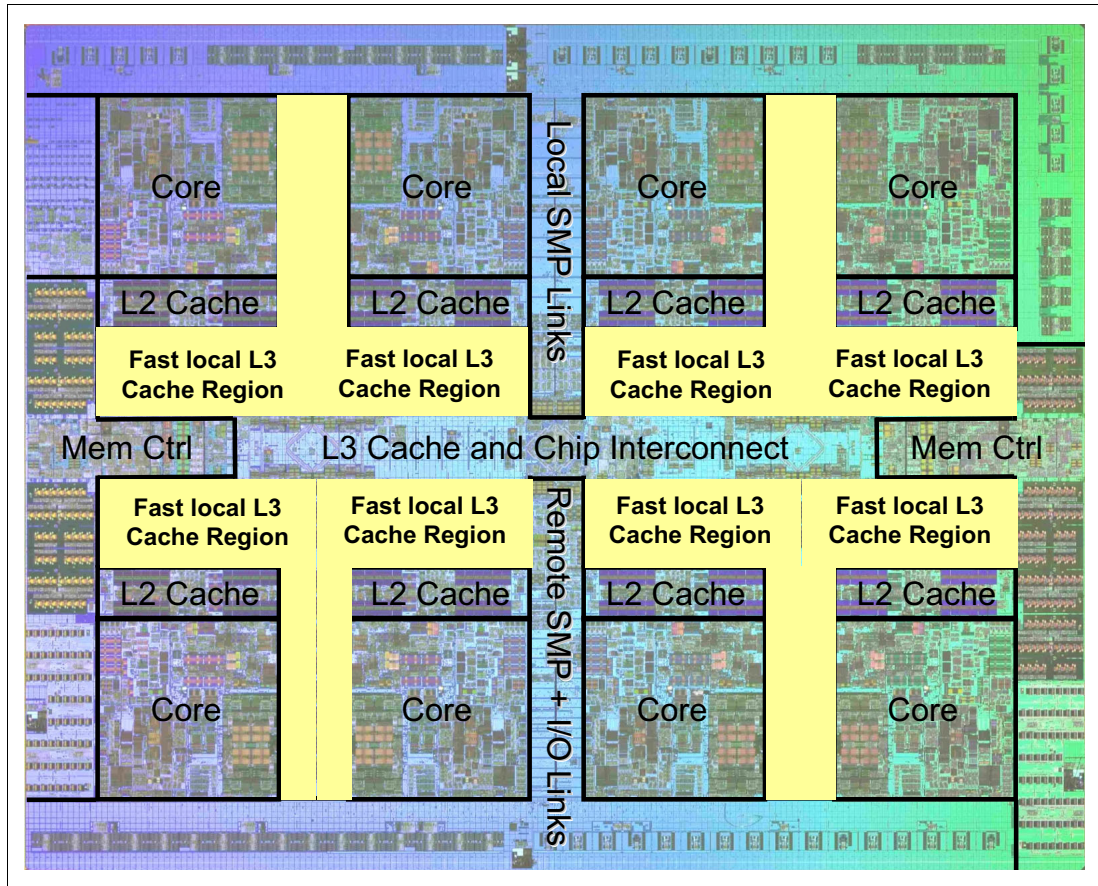 Core
Core
Local SMP Links
Core
Core
L2 Cache
L2 Cache
L2 Cache
L2 Cache
Fast local L3
Cache Region
Fast local L3
Cache Region
Fast local L3
Cache Region
Fast local L3
Cache Region
Mem Ctrl
L3 Cache and Chip Interconnect
Mem Ctrl
Fast local L3
Cache Region
Fast local L3
Cache Region
Remote SMP + I/O Links
Fast local L3
Cache Region
Fast local L3
Cache Region
L2 Cache
L2 Cache
L2 Cache
L2 Cache
Core
Core
Core
Core